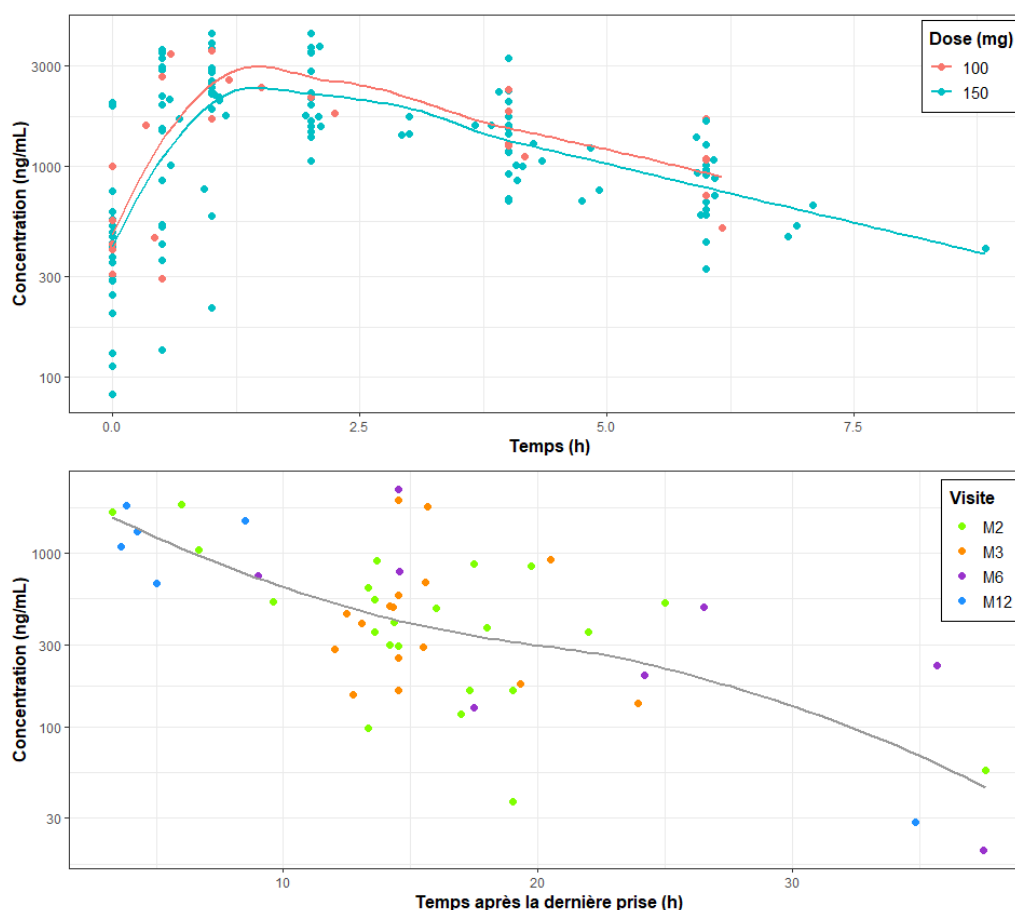 Concentration (ng/mL)
3000
1000
300
100
Dose (mg)
100
150
0.0
2.5
5.0
7.5
Temps (h)
Concentration (ng/mL)
1000
300
100
30
Visite
M2
M3
M6
M12
10
20
30
Temps après la dernière prise (h)